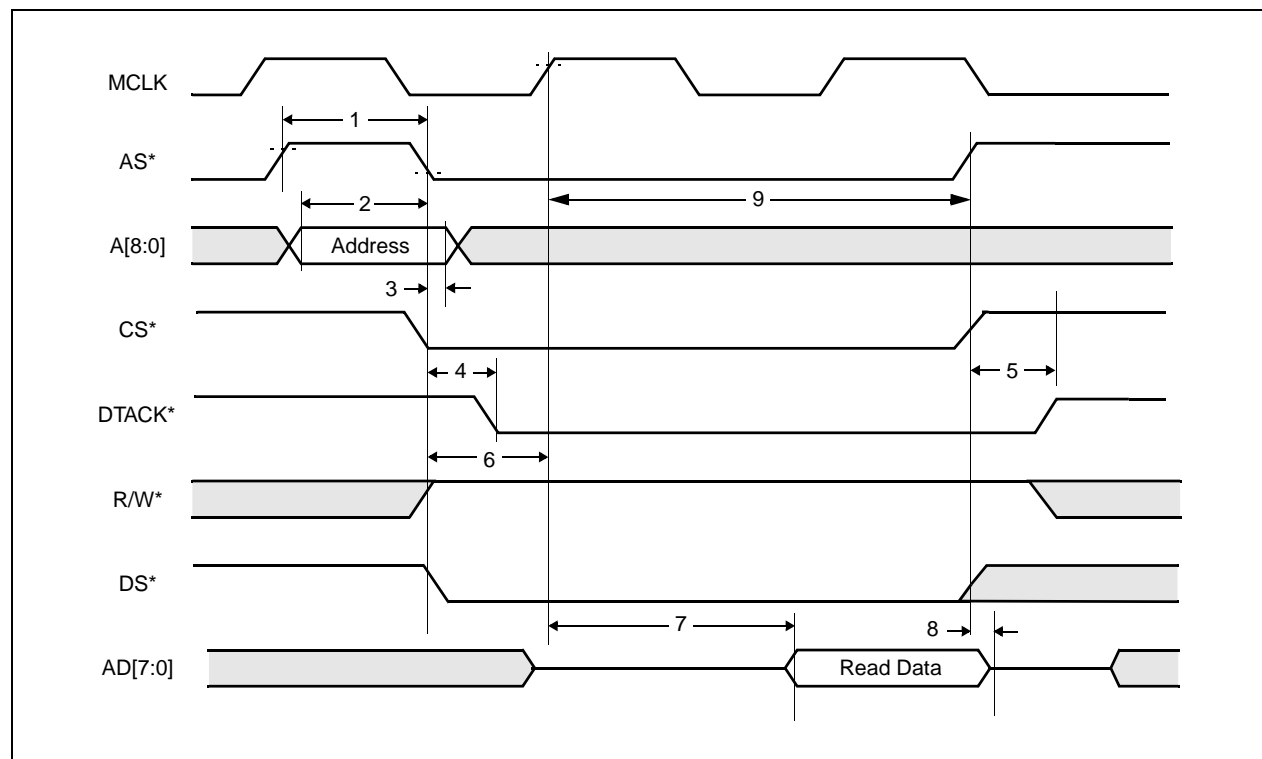 MCLK
1
AS*
9
2
A[8:0]
Address
3
CS*
4
5
DTACK*
6
R/W*
DS*
7
8
AD[7:0]
Read Data